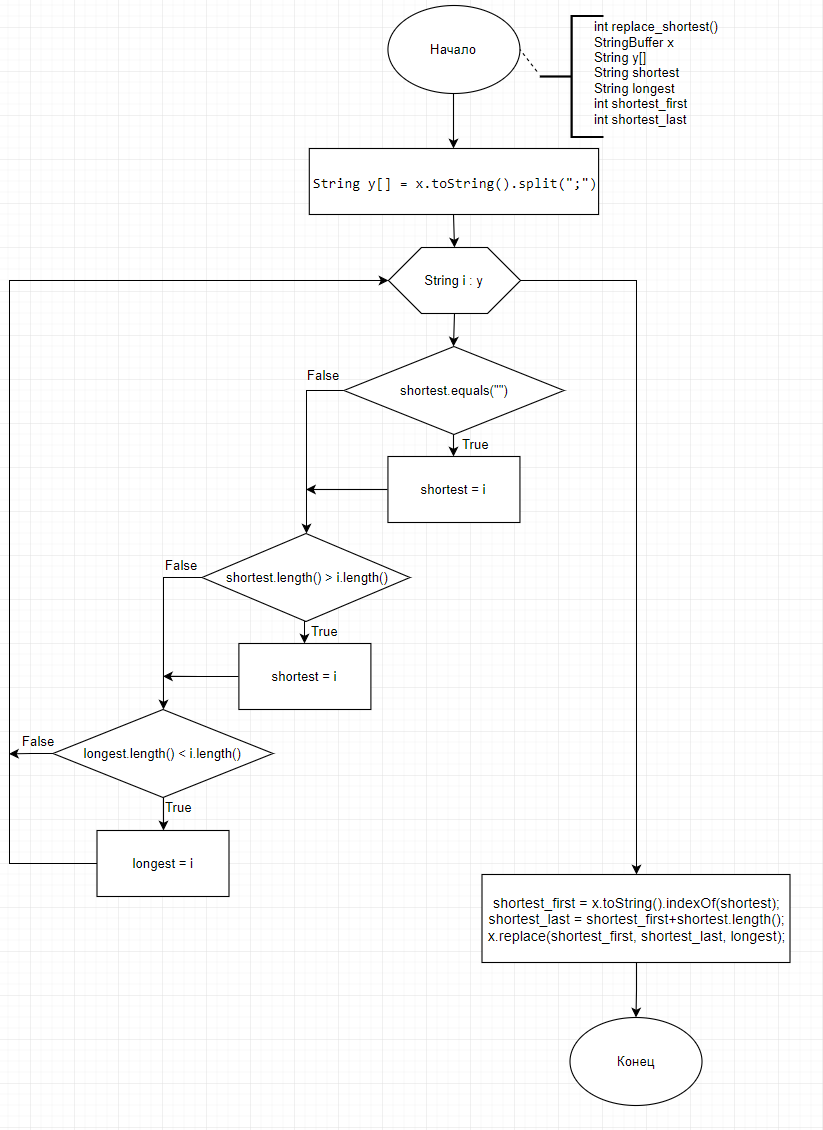 Начало
int replace_shortest()
StringBuffer x
String y[]
String shortest
String longest
int shortest_first
int shortest_last
String y[] = x.toString().split(";")
String i : y
False
shortest.equals("")
True
shortest = i
False
shortest.length() > i.length()
True
shortest = i
False
longest.length() < i.length()
True
longest = i
shortest_first = x.toString().indexOf(shortest);
shortest_last = shortest_first+shortest.length();
x.replace(shortest_first, shortest_last, longest);
Конец